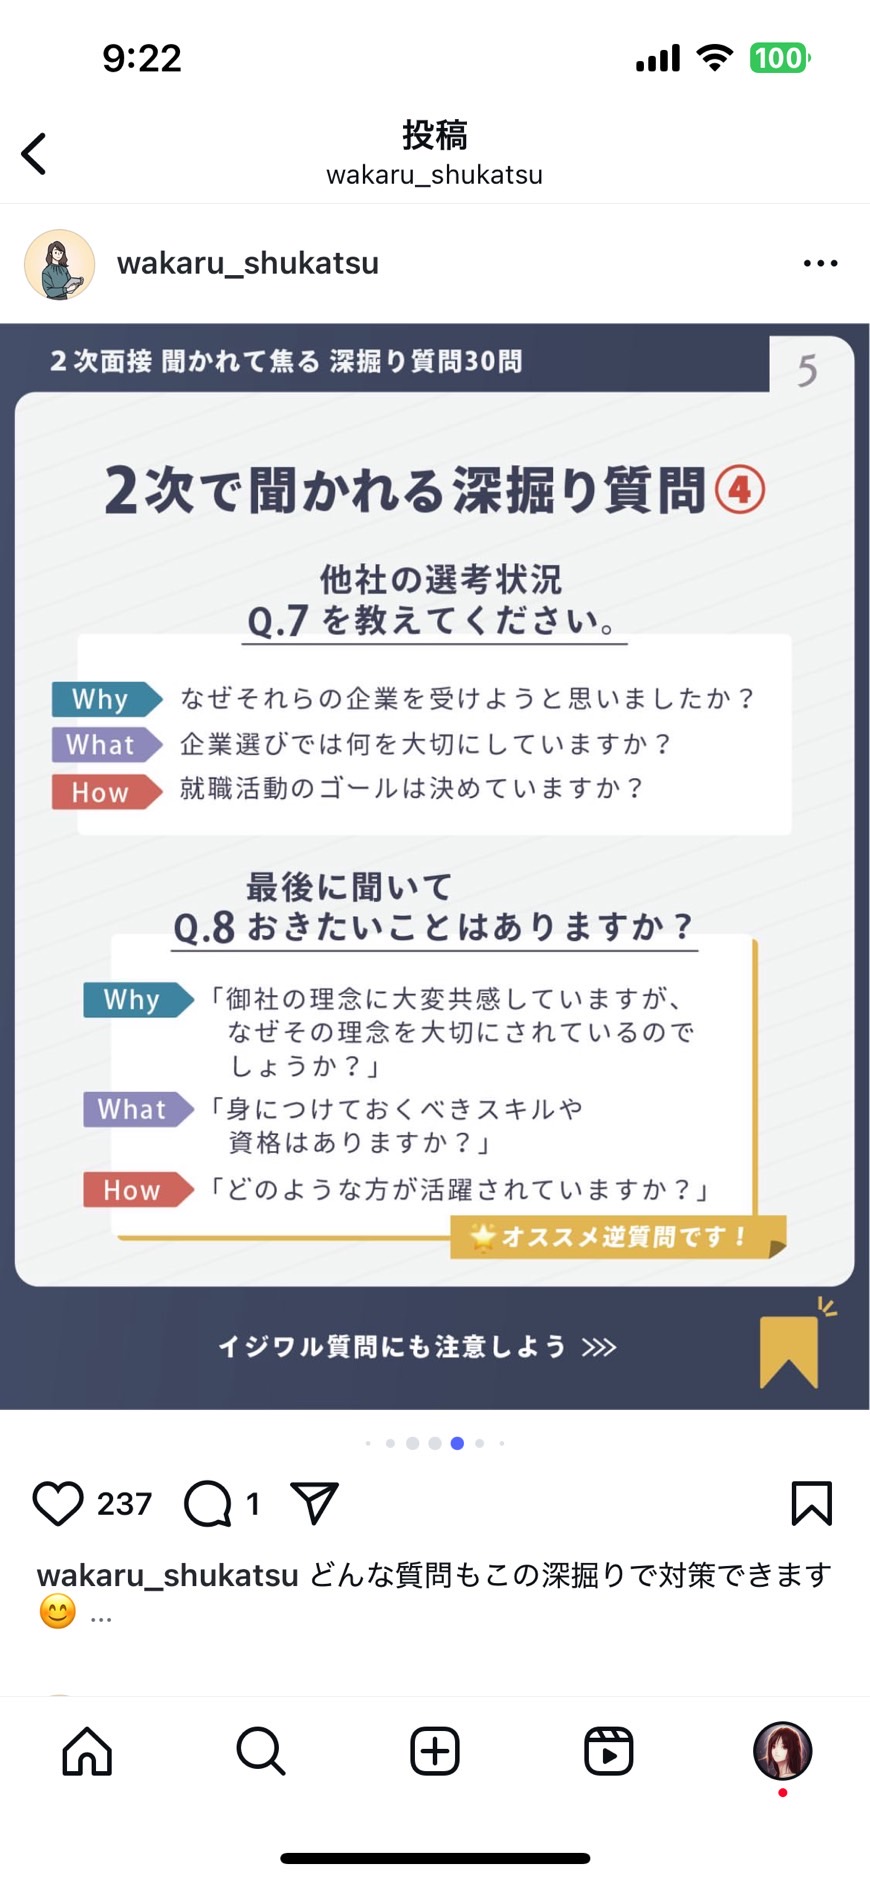 9:22
100
投稿
wakaru_shukatsu
wakaru_shukatsu
2次面接 聞かれて焦る 深掘り質問30問
5
2次で聞かれる深掘り質問④
他社の選考状況
Q.7 を教えてください。
Why なぜそれらの企業を受けようと思いましたか？
What 企業選びでは何を大切にしていますか？
How 就職活動のゴールは決めていますか？
最後に聞いて
Q.8 おきたいことはありますか？
Why 「御社の理念に大変共感していますが、
なぜその理念を大切にされているので
しょうか？」
What 「身につけておくべきスキルや
資格はありますか？」
How 「どのような方が活躍されていますか？」
🌟オススメ逆質問です！
イジワル質問にも注意しよう >>>
237 1
wakaru_shukatsu どんな質問もこの深掘りで対策できます
😊 ...